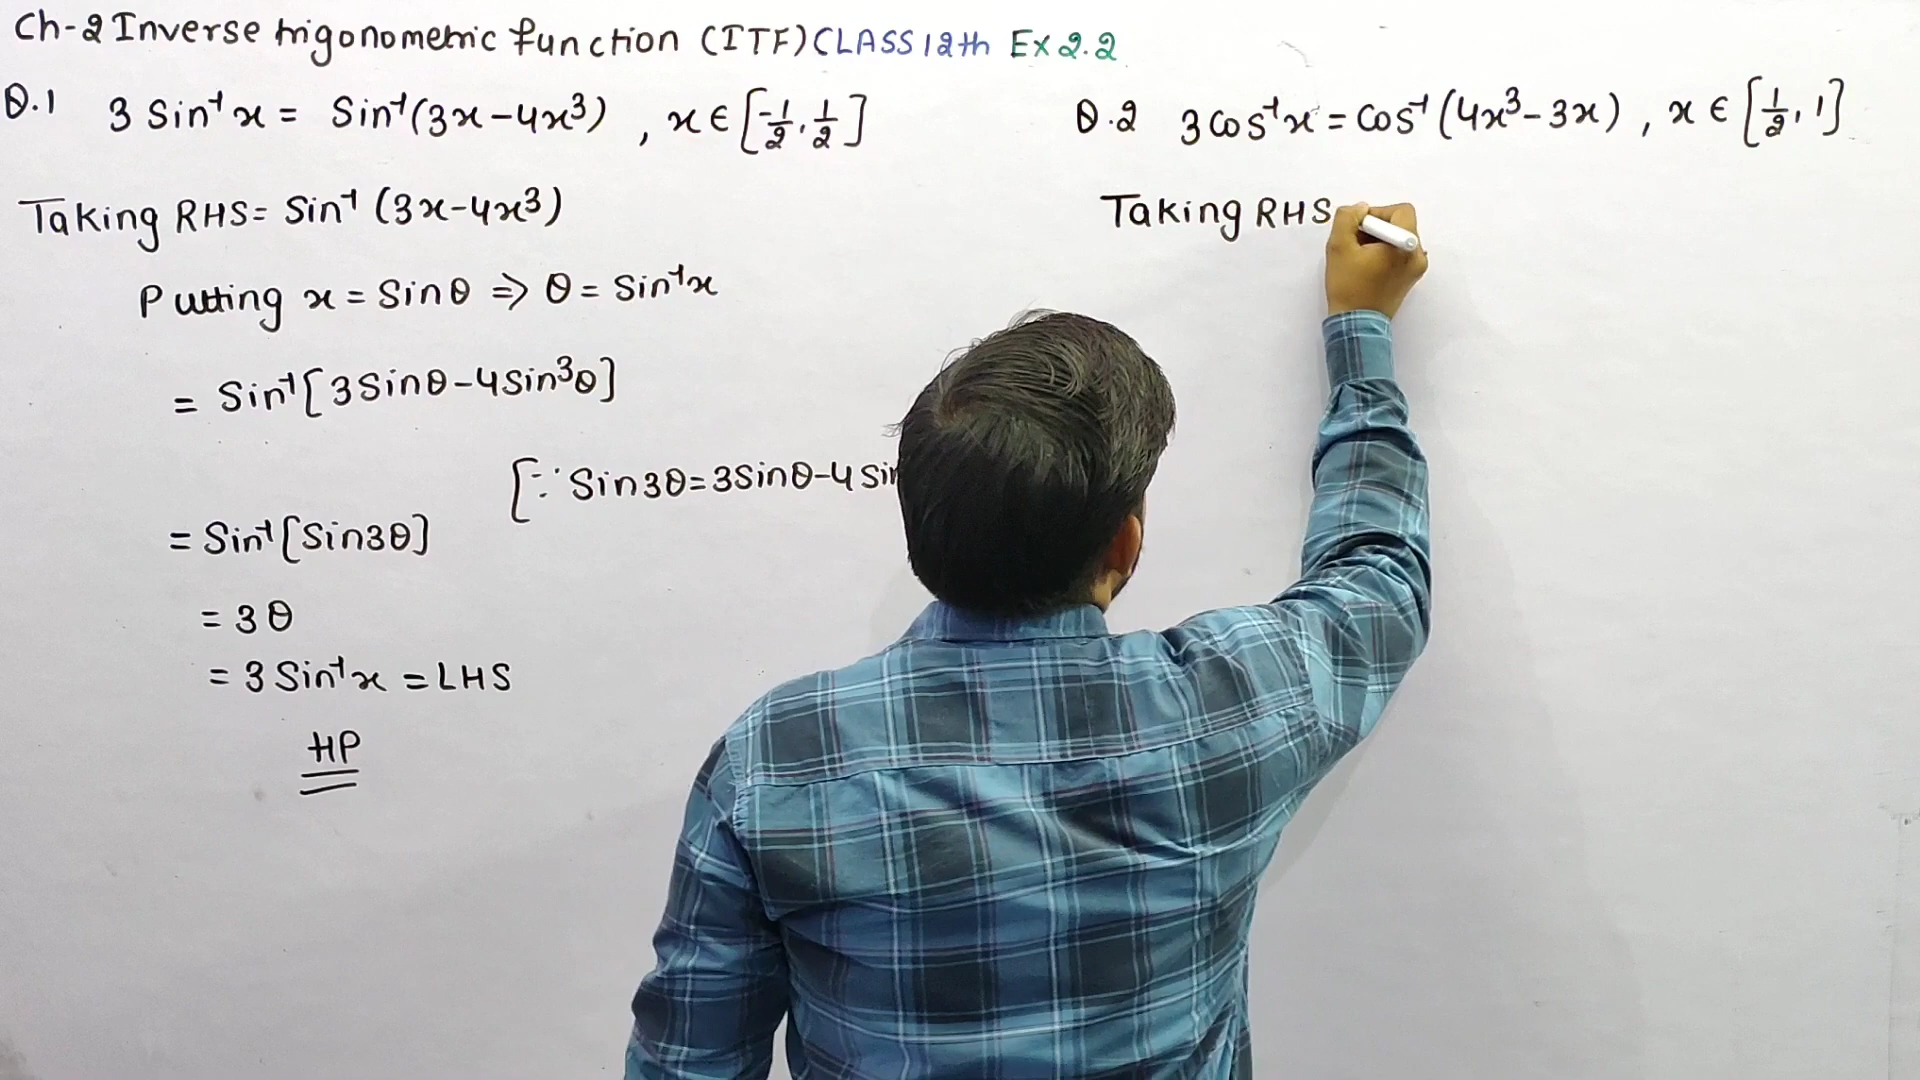 Ch-2 Inverse trigonometric function (ITF) CLASS 12th Ex 2.2
Q.1 3 Sin⁻¹x = Sin⁻¹(3x-4x³) , x ∈ [-1/2, 1/2]
Taking RHS = Sin⁻¹ (3x-4x³)
Putting x = Sinθ ⇒ θ = Sin⁻¹x
= Sin⁻¹[3Sinθ-4Sin³θ]
[∵ Sin3θ=3Sinθ-4
= Sin⁻¹[Sin3θ]
= 3θ
= 3 Sin⁻¹x = LHS
HP
Q.2 3Cos⁻¹x = Cos⁻¹(4x³-3x) , x ∈ [1/2, 1]
Taking RHS